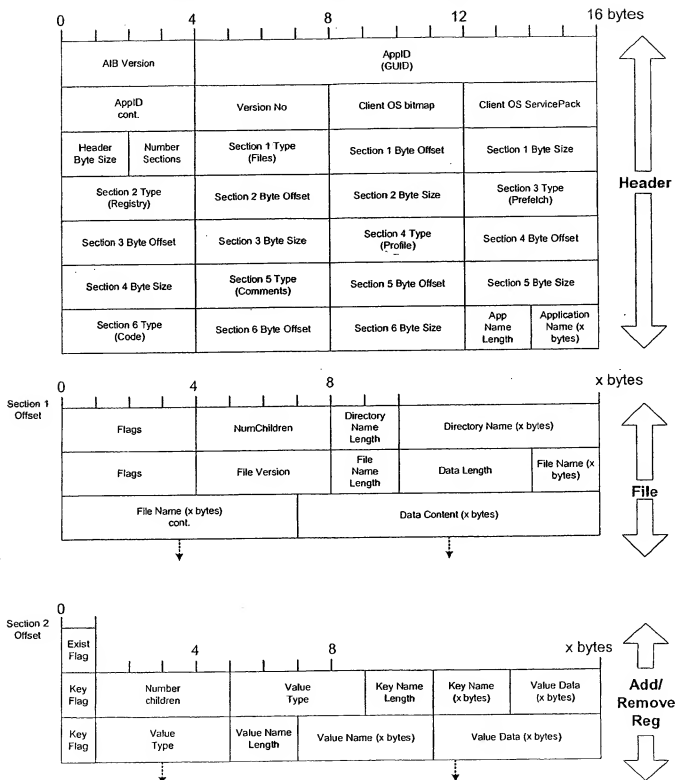 0 4 8 12 16 bytes
AIB Version
AppID
(GUID)
AppID
cont.
Version No
Client OS bitmap
Client OS ServicePack
Header
Byte Size
Number
Sections
Section 1 Type
(Files)
Section 1 Byte Offset
Section 1 Byte Size
Section 2 Type
(Registry)
Section 2 Byte Offset
Section 2 Byte Size
Section 3 Type
(Prefetch)
Section 3 Byte Offset
Section 3 Byte Size
Section 4 Type
(Profile)
Section 4 Byte Offset
Section 4 Byte Size
Section 5 Type
(Comments)
Section 5 Byte Offset
Section 5 Byte Size
Section 6 Type
(Code)
Section 6 Byte Offset
Section 6 Byte Size
App
Name
Length
Application
Name (x
bytes)
Header
0 4 8 x bytes
Section 1
Offset
Flags
NumChildren
Directory
Name
Length
Directory Name (x bytes)
Flags
File Version
File
Name
Length
Data Length
File Name (x
bytes)
File Name (x bytes)
cont.
Data Content (x bytes)
File
0
Section 2
Offset
Exist
Flag
4 8 x bytes
Key
Flag
Number
children
Value
Type
Key Name
Length
Key Name
(x bytes)
Value Data
(x bytes)
Key
Flag
Value
Type
Value Name
Length
Value Name (x bytes)
Value Data (x bytes)
Add/
Remove
Reg